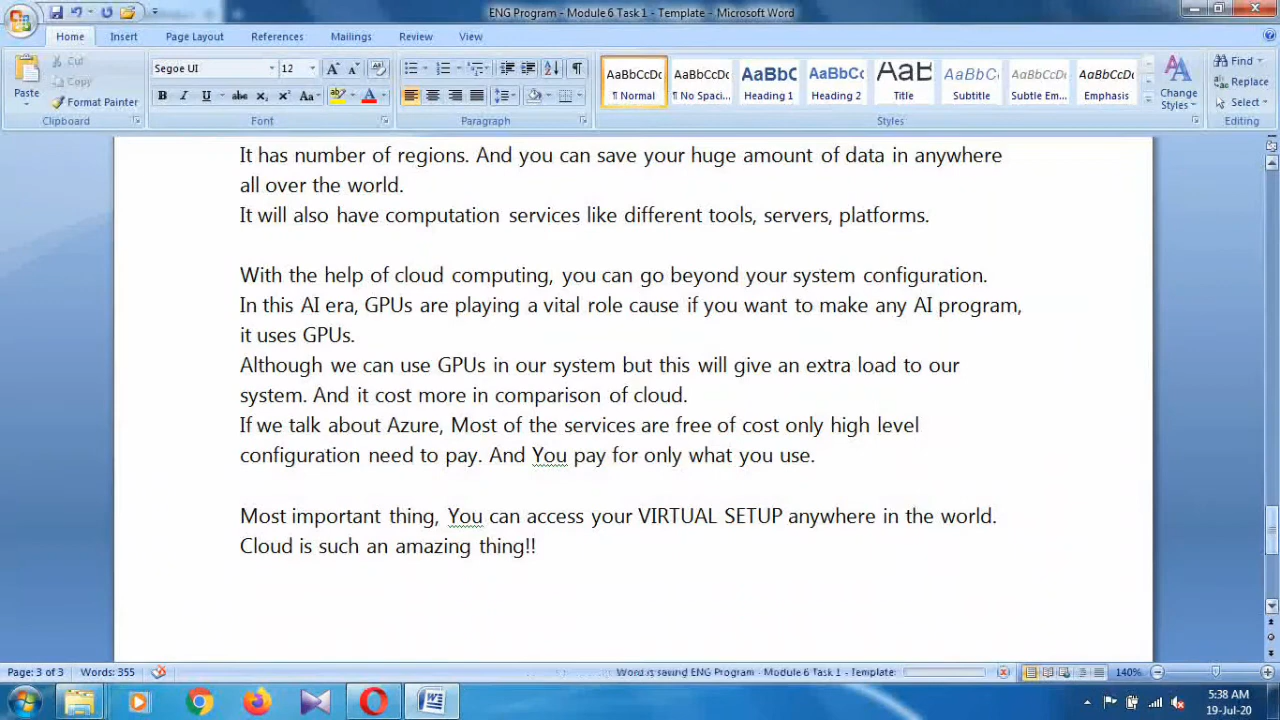 ENG Program - Module 6 Task 1 - Template - Microsoft Word
Home Insert Page Layout References Mailings Review View
Paste Cut Copy Format Painter Clipboard
Segoe UI 12 Font
Paragraph
AaBbCcDc ¶ Normal AaBbCcDc ¶ No Spaci... AaBbC Heading 1 AaBbCc Heading 2 AaB Title AaBbCcL Subtitle AaBbCcDc Subtle Em... AaBbCcDc Emphasis Change Styles Styles
Find Replace Select Editing
It has number of regions. And you can save your huge amount of data in anywhere
all over the world.
It will also have computation services like different tools, servers, platforms.
With the help of cloud computing, you can go beyond your system configuration.
In this AI era, GPUs are playing a vital role cause if you want to make any AI program,
it uses GPUs.
Although we can use GPUs in our system but this will give an extra load to our
system. And it cost more in comparison of cloud.
If we talk about Azure, Most of the services are free of cost only high level
configuration need to pay. And You pay for only what you use.
Most important thing, You can access your VIRTUAL SETUP anywhere in the world.
Cloud is such an amazing thing!!
Page: 3 of 3 Words: 355 Word is saving ENG Program - Module 6 Task 1 - Template: 140%
5:38 AM
19-Jul-20